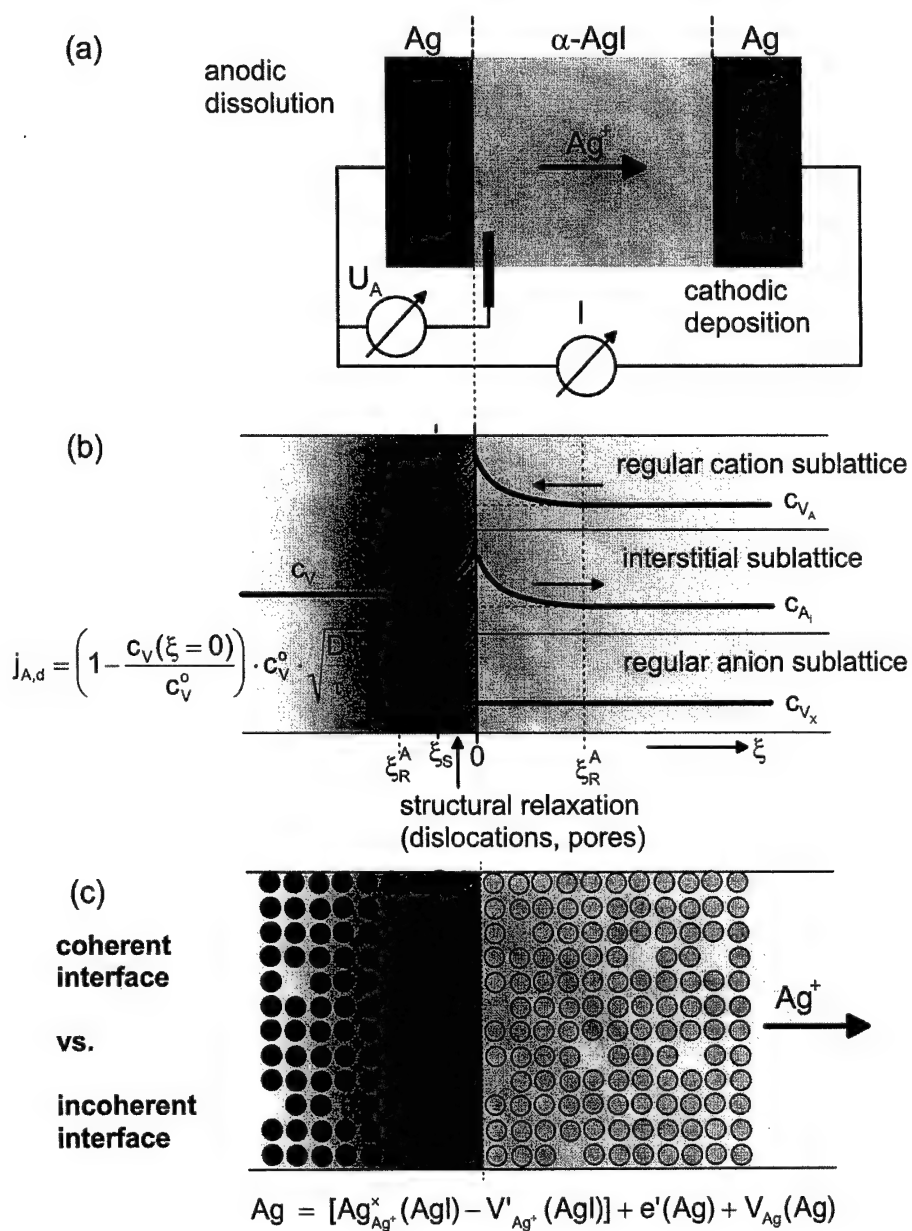 (a)
Ag α-AgI Ag
anodic
dissolution
Ag⁺
U_A
I
cathodic
deposition
(b)
regular cation sublattice
c_{V_A}
c_V
interstitial sublattice
c_{A_i}
j_{A,d} = (1 - c_V(ξ = 0) / c_V^o) · c_V^o · √
regular anion sublattice
c_{V_X}
ξ_R^A ξ_S 0 ξ_R^A ξ
structural relaxation
(dislocations, pores)
(c)
coherent
interface
Ag⁺
vs.
incoherent
interface
Ag = [Ag^×_{Ag⁺}(AgI) – V'_{Ag⁺}(AgI)] + e'(Ag) + V_{Ag}(Ag)